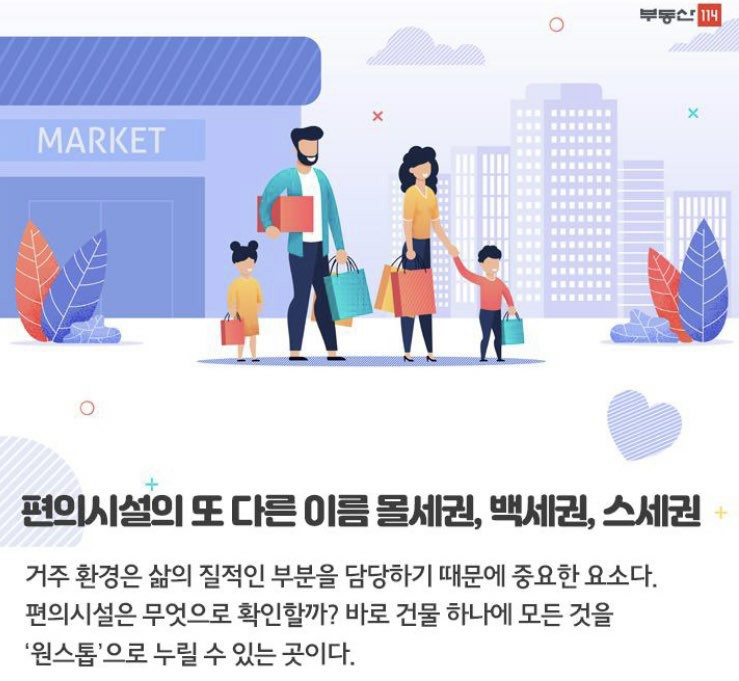 부동산 114
MARKET
편의시설의 또 다른 이름 몰세권, 백세권, 스세권
거주 환경은 삶의 질적인 부분을 담당하기 때문에 중요한 요소다.
편의시설은 무엇으로 확인할까? 바로 건물 하나에 모든 것을
‘원스톱’으로 누릴 수 있는 곳이다.